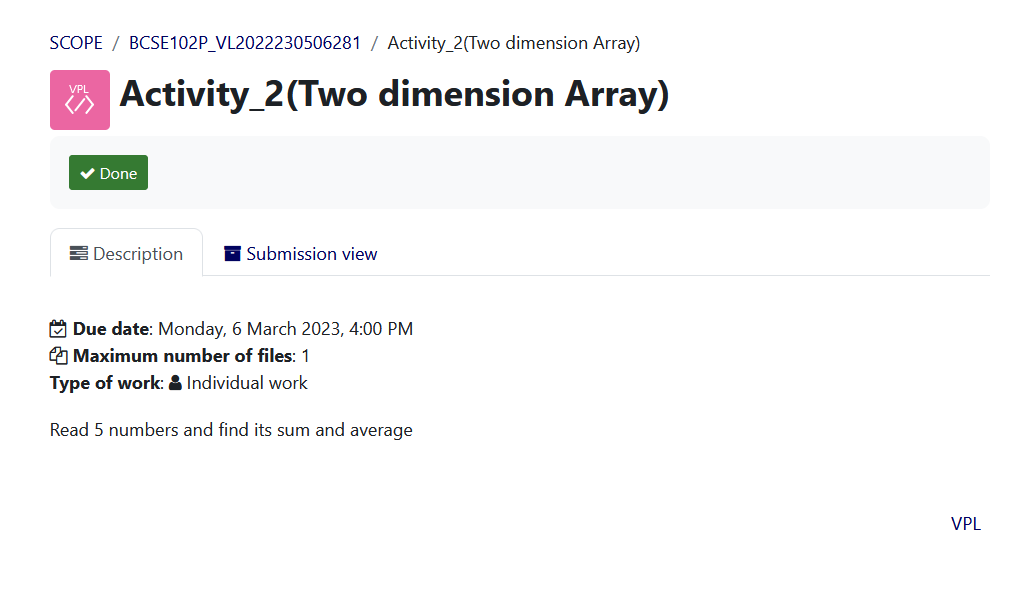 SCOPE / BCSE102P_VL2022230506281 / Activity_2(Two dimension Array)
VPL
Activity_2(Two dimension Array)
Done
Description
Submission view
Due date: Monday, 6 March 2023, 4:00 PM
Maximum number of files: 1
Type of work: Individual work
Read 5 numbers and find its sum and average
VPL